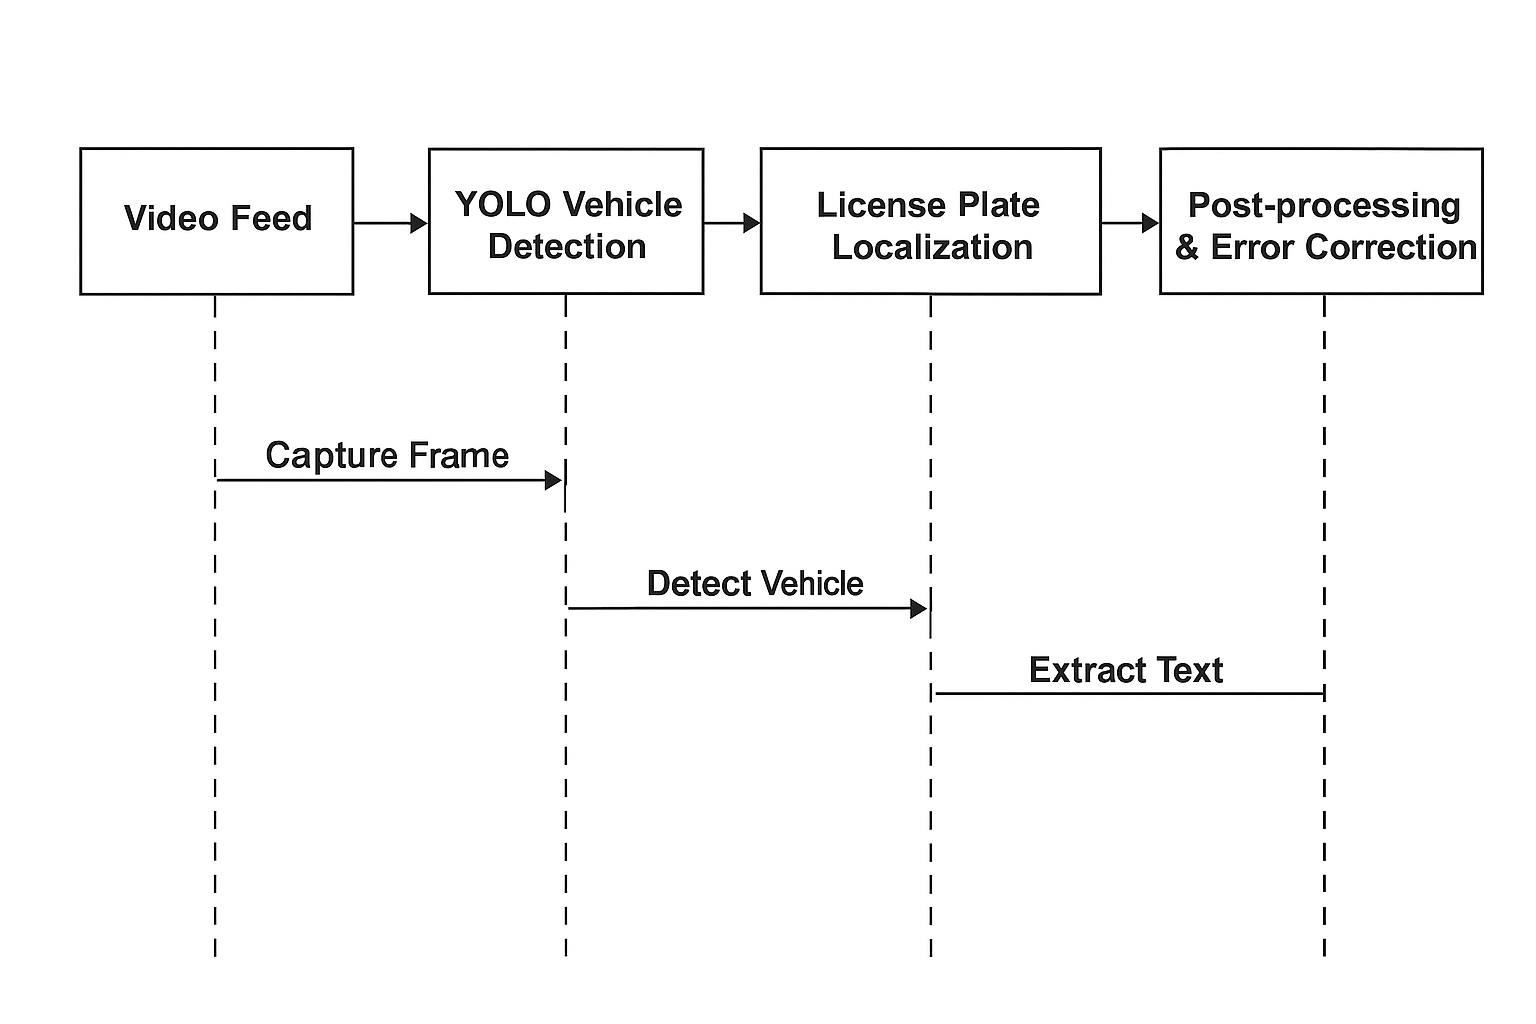 Video Feed
YOLO Vehicle
Detection
License Plate
Localization
Post-processing
& Error Correction
Capture Frame
Detect Vehicle
Extract Text